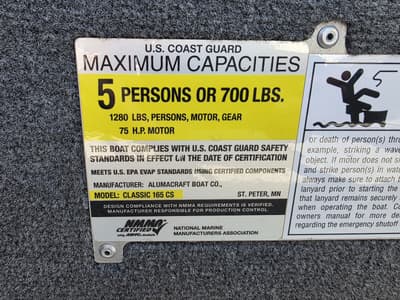 U.S. COAST GUARD
MAXIMUM CAPACITIES
5 PERSONS OR 700 LBS.
1280 LBS, PERSONS, MOTOR, GEAR
75 H.P. MOTOR
THIS BOAT COMPLIES WITH U.S. COAST GUARD SAFETY
STANDARDS IN EFFECT ON THE DATE OF CERTIFICATION
MEETS U.S. EPA EVAP STANDARDS USING CERTIFIED COMPONENTS
MANUFACTURER: ALUMACRAFT BOAT CO.,
MODEL: CLASSIC 165 CS ST. PETER, MN
DESIGN COMPLIANCE WITH NMMA REQUIREMENTS IS VERIFIED.
MANUFACTURER RESPONSIBLE FOR PRODUCTION CONTROL.
NMMA
CERTIFIED
NATIONAL MARINE
MANUFACTURERS ASSOCIATION
or death of person(s) thr
example, striking a wave
object. If motor does not s
and strike person(s) in wate
always make sure to attach
lanyard prior to starting the
that lanyard remains securely
when operating the boat. Co
owners manual for more de
regarding the emergency shutoff